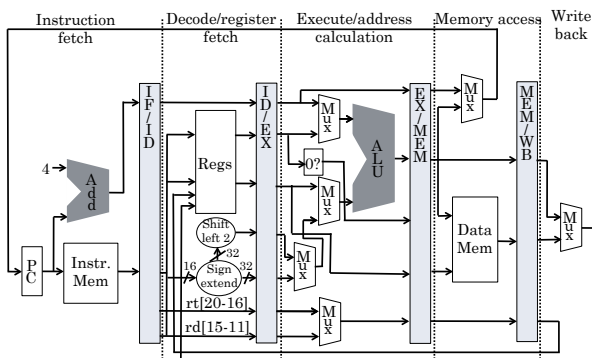 Instruction fetch
Decode/register fetch
Execute/address calculation
Memory access
Write back
IF/ID
ID/EX
EX/MEM
MEM/WB
Mux
Mux
ALU
Regs
4
Add
0?
Mux
Mux
Shift left 2
32
Mux
Data Mem
PC
Instr. Mem
16
Sign extend
32
rt[20-16]
rd[15-11]
Mux